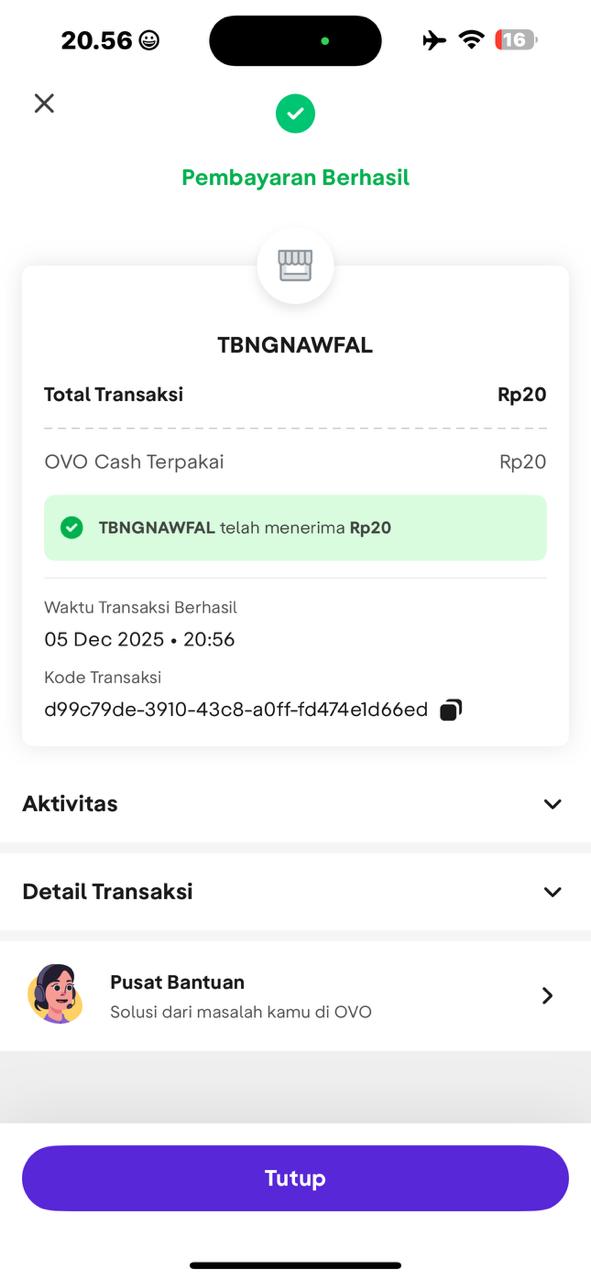 20.56
16
Pembayaran Berhasil
TBNGNAWFAL
Total Transaksi Rp20
OVO Cash Terpakai Rp20
TBNGNAWFAL telah menerima Rp20
Waktu Transaksi Berhasil
05 Dec 2025 • 20:56
Kode Transaksi
d99c79de-3910-43c8-a0ff-fd474e1d66ed
Aktivitas
Detail Transaksi
Pusat Bantuan
Solusi dari masalah kamu di OVO
Tutup